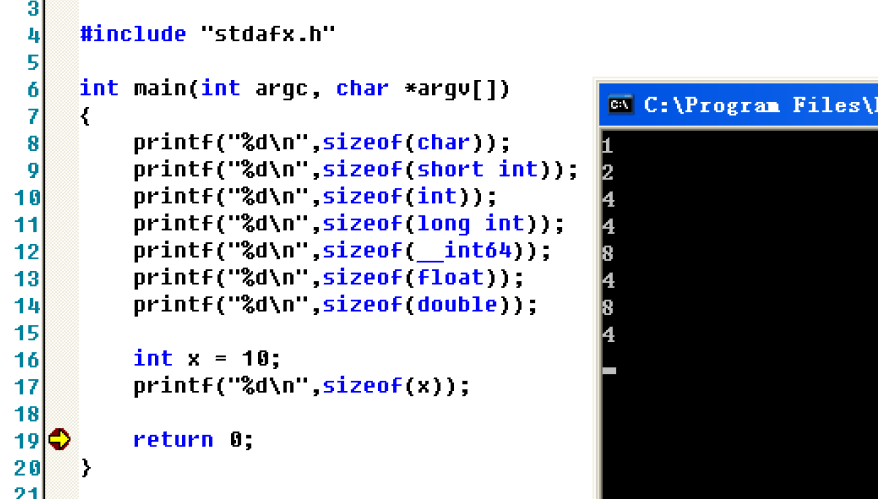 3
4 #include "stdafx.h"
5
6 int main(int argc, char *argv[])
7 {
8 printf("%d\n",sizeof(char));
9 printf("%d\n",sizeof(short int));
10 printf("%d\n",sizeof(int));
11 printf("%d\n",sizeof(long int));
12 printf("%d\n",sizeof(__int64));
13 printf("%d\n",sizeof(float));
14 printf("%d\n",sizeof(double));
15
16 int x = 10;
17 printf("%d\n",sizeof(x));
18
19 return 0;
20 }
21
C:\Program Files\
1
2
4
4
8
4
8
4